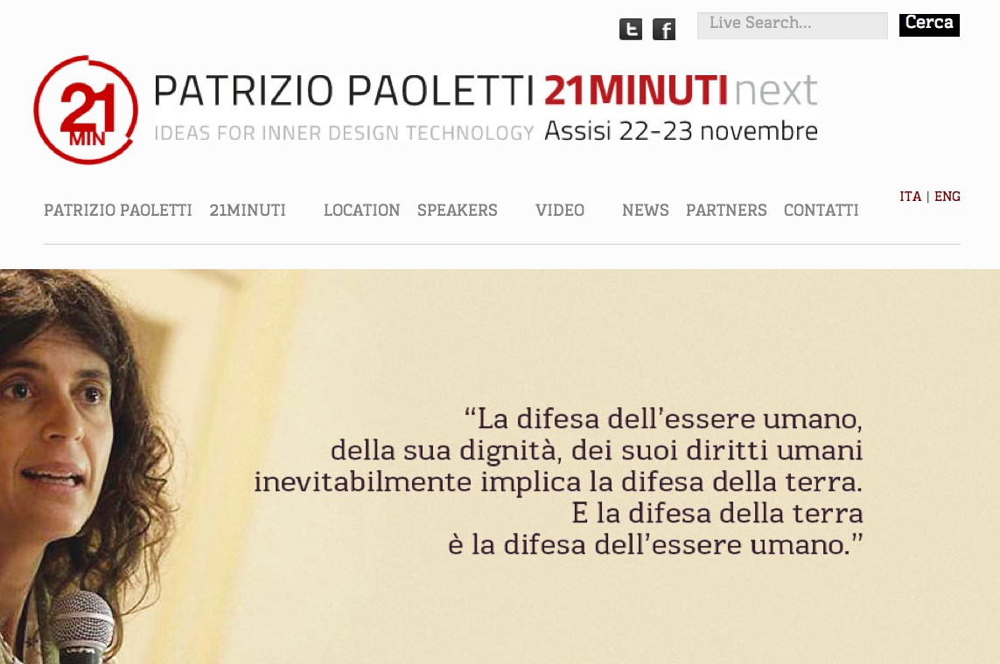 Live Search...
Cerca
21
MIN
PATRIZIO PAOLETTI 21MINUTI next
IDEAS FOR INNER DESIGN TECHNOLOGY Assisi 22-23 novembre
ITA | ENG
PATRIZIO PAOLETTI 21MINUTI LOCATION SPEAKERS VIDEO NEWS PARTNERS CONTATTI
“La difesa dell’essere umano,
della sua dignità, dei suoi diritti umani
inevitabilmente implica la difesa della terra.
E la difesa della terra
è la difesa dell’essere umano.”